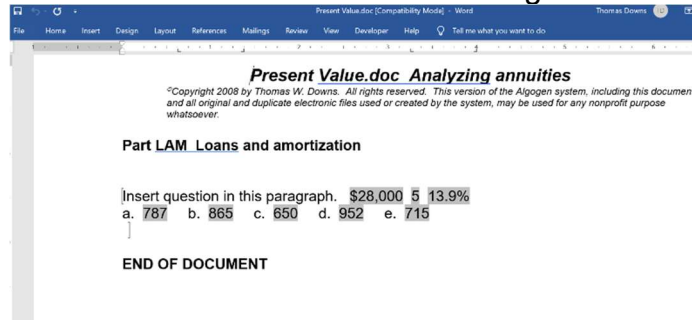 Present Value.doc [Compatibility Mode] - Word Thomas Downs
File Home Insert Design Layout References Mailings Review View Developer Help Tell me what you want to do
Present Value.doc Analyzing annuities
©Copyright 2008 by Thomas W. Downs. All rights reserved. This version of the Algogen system, including this documen
and all original and duplicate electronic files used or created by the system, may be used for any nonprofit purpose
whatsoever.
Part LAM Loans and amortization
Insert question in this paragraph. $28,000 5 13.9%
a. 787 b. 865 c. 650 d. 952 e. 715
END OF DOCUMENT